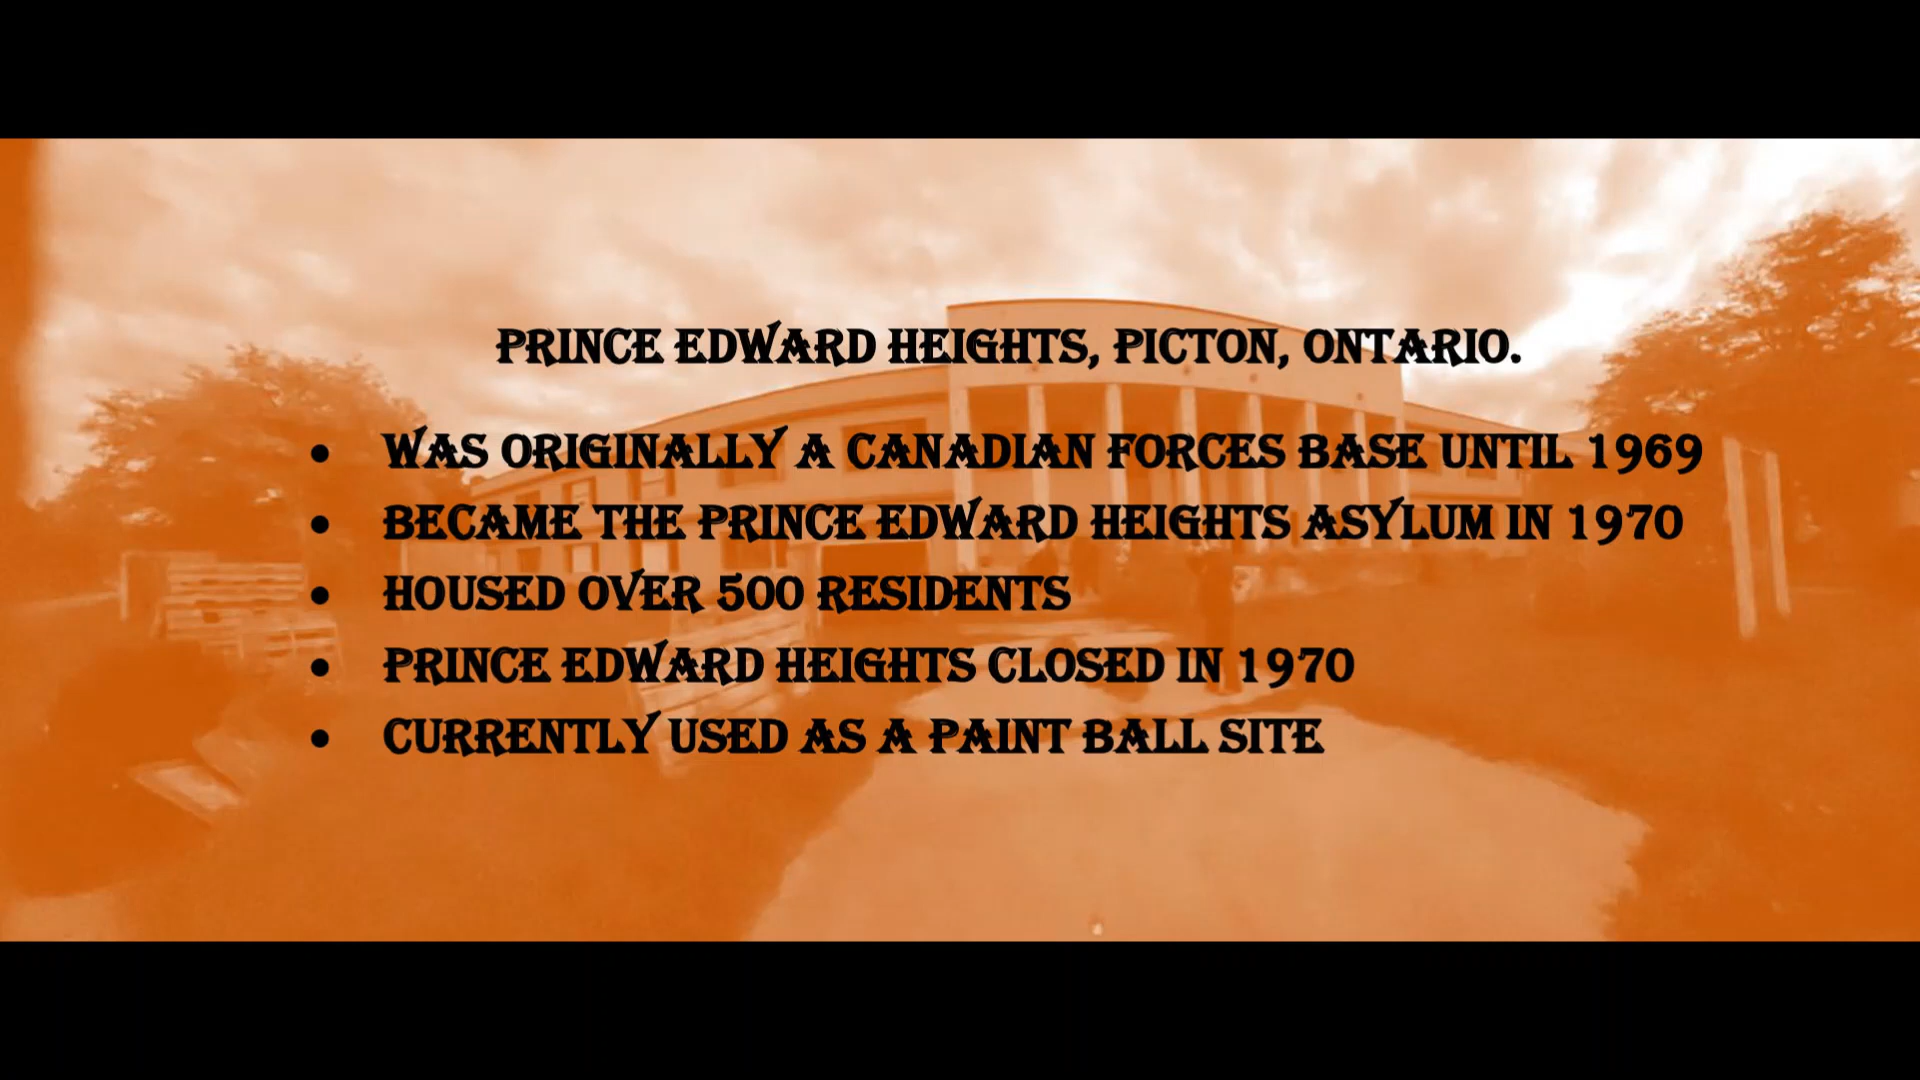 PRINCE EDWARD HEIGHTS, PICTON, ONTARIO.
• WAS ORIGINALLY A CANADIAN FORCES BASE UNTIL 1969
• BECAME THE PRINCE EDWARD HEIGHTS ASYLUM IN 1970
• HOUSED OVER 500 RESIDENTS
• PRINCE EDWARD HEIGHTS CLOSED IN 1970
• CURRENTLY USED AS A PAINT BALL SITE